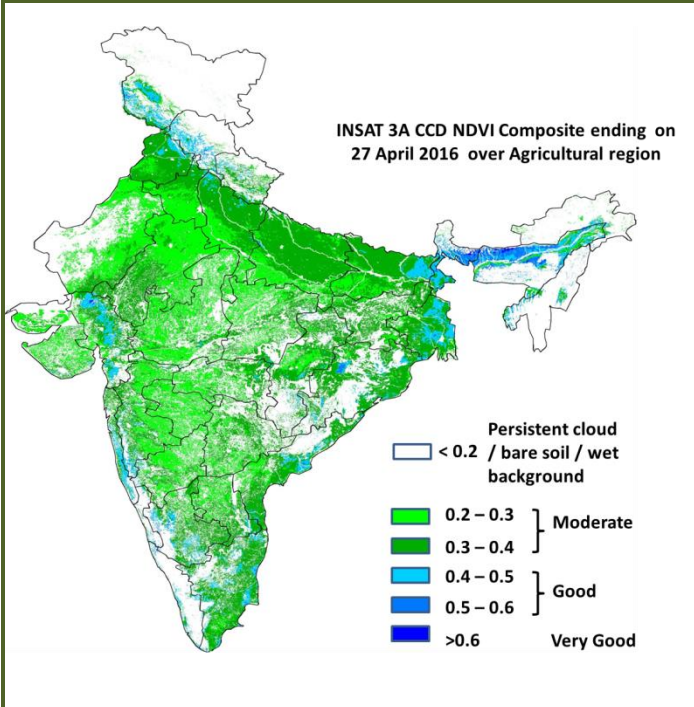 INSAT 3A CCD NDVI Composite ending on
27 April 2016 over Agricultural region
Persistent cloud
< 0.2 / bare soil / wet
background
0.2 – 0.3
Moderate
0.3 – 0.4
0.4 – 0.5
Good
0.5 – 0.6
>0.6 Very Good